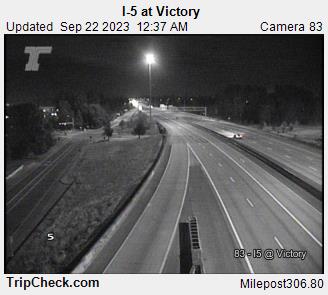 I-5 at Victory
Updated Sep 22 2023 12:37 AM Camera 83
T
5
83 - I5 @ Victory
TripCheck.com Milepost306.80